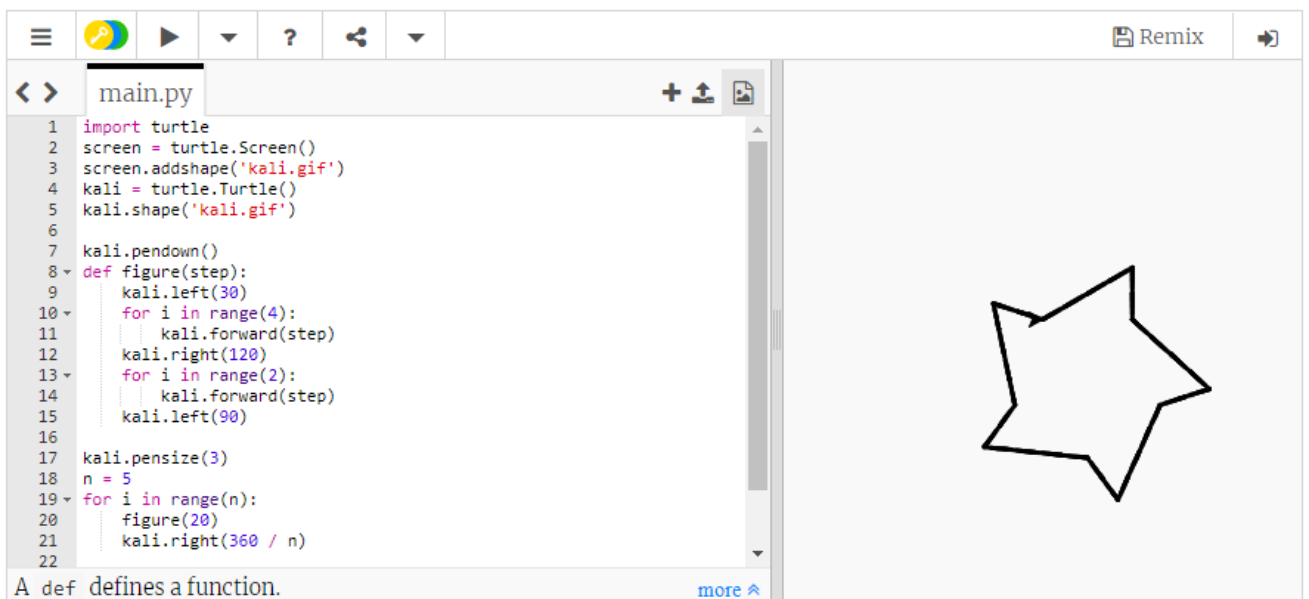 ? Remix
main.py
1 import turtle
2 screen = turtle.Screen()
3 screen.addshape('kali.gif')
4 kali = turtle.Turtle()
5 kali.shape('kali.gif')
6
7 kali.pendown()
8 def figure(step):
9     kali.left(30)
10     for i in range(4):
11         kali.forward(step)
12     kali.right(120)
13     for i in range(2):
14         kali.forward(step)
15     kali.left(90)
16
17 kali.pensize(3)
18 n = 5
19 for i in range(n):
20     figure(20)
21     kali.right(360 / n)
22
A def defines a function. more